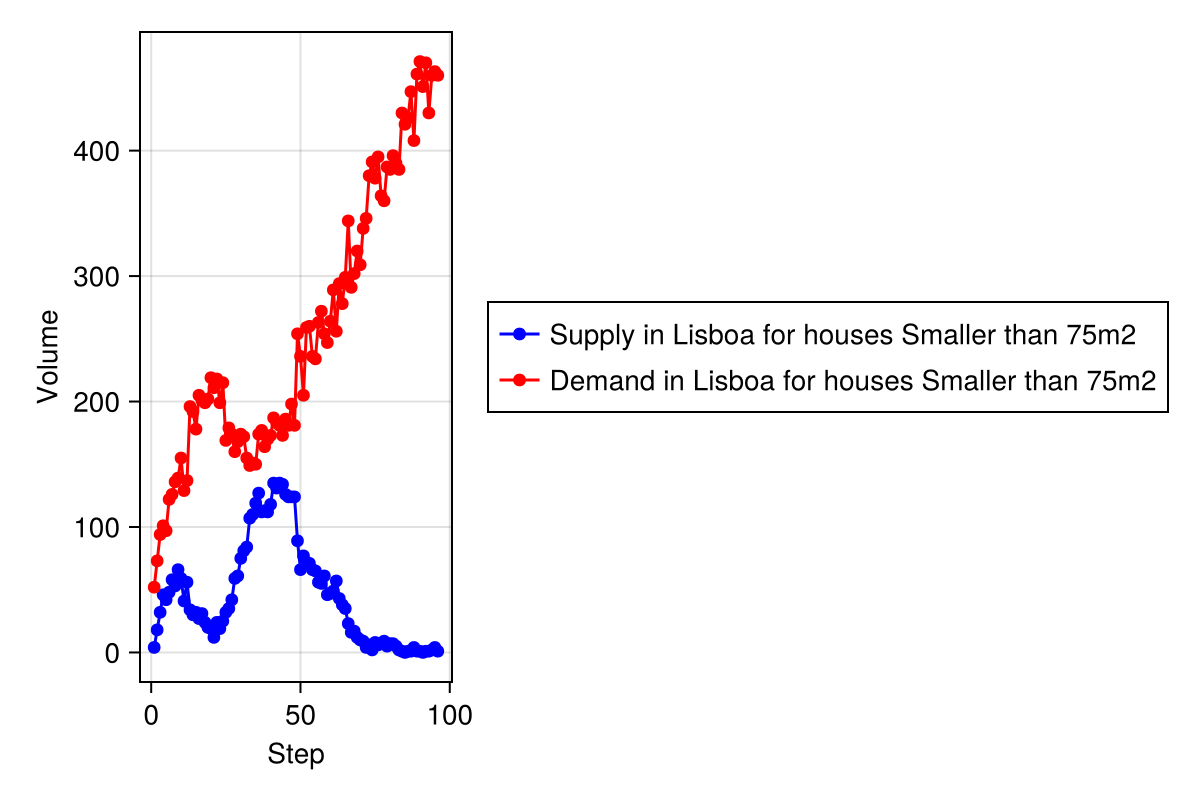 Volume
400
300
200
100
0
0 50 100
Step
Supply in Lisboa for houses Smaller than 75m2
Demand in Lisboa for houses Smaller than 75m2